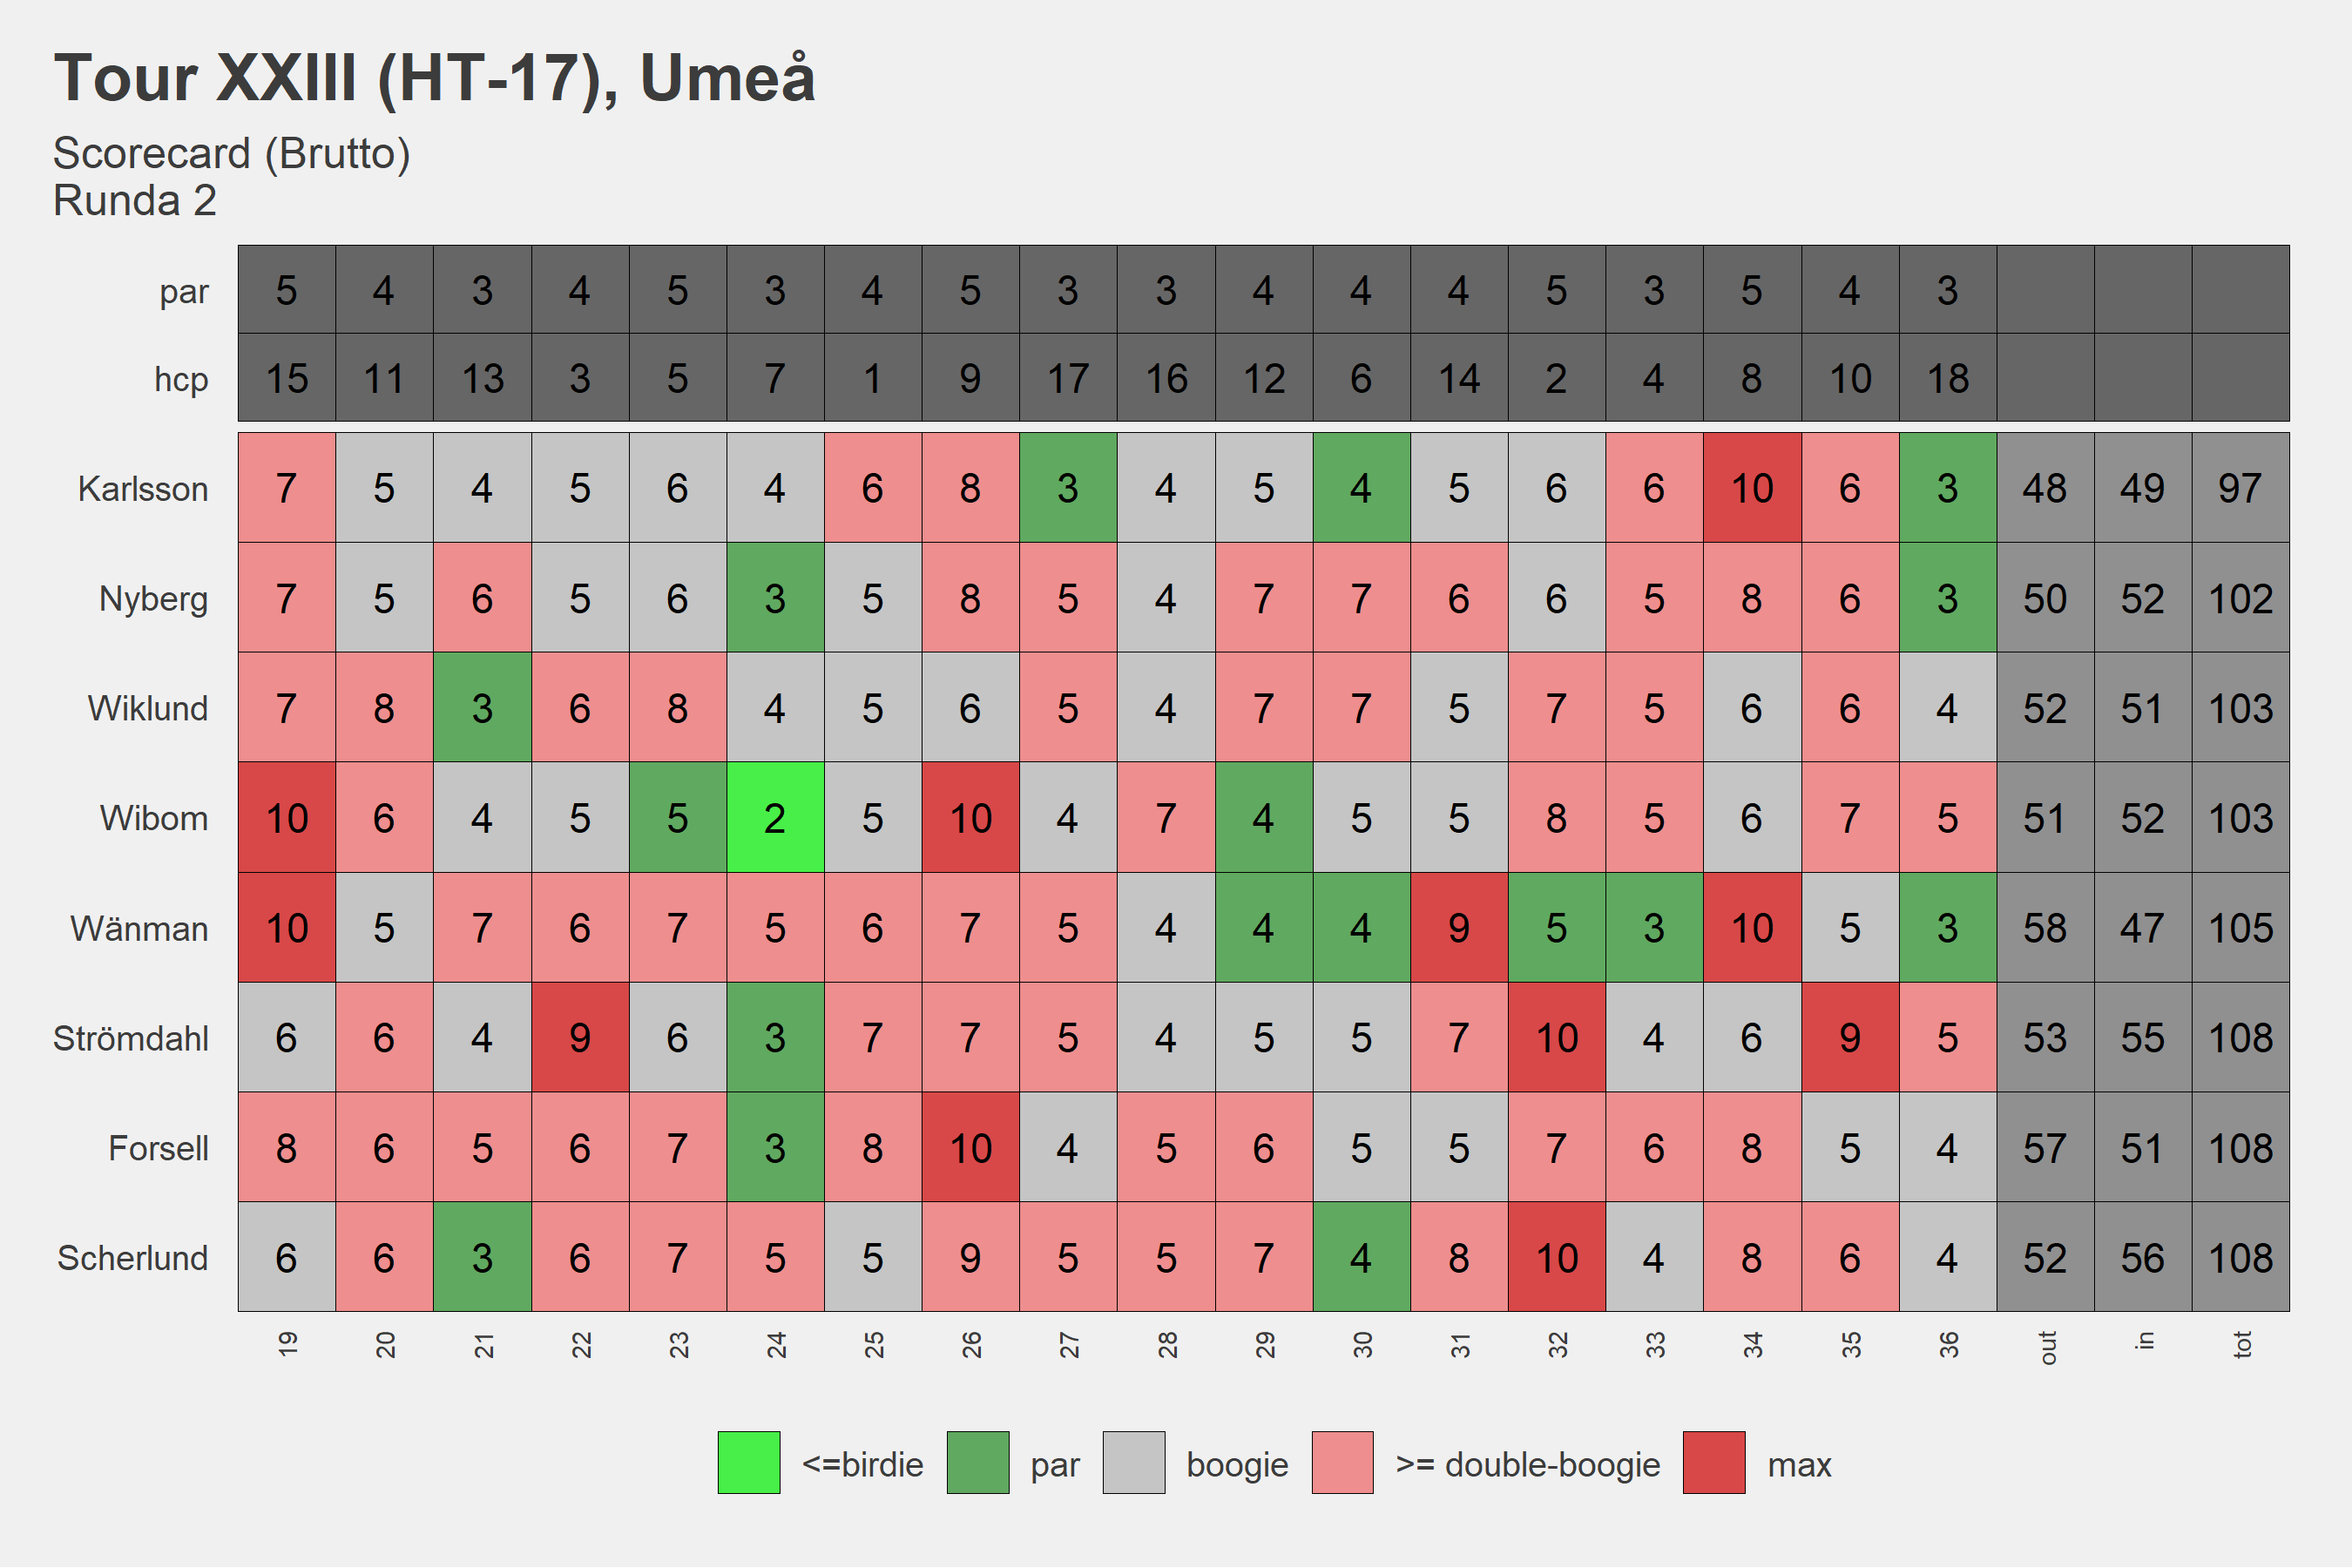 Tour XXIII (HT-17), Umeå
Scorecard (Brutto)
Runda 2
par 5 4 3 4 5 3 4 5 3 3 4 4 4 5 3 5 4 3
hcp 15 11 13 3 5 7 1 9 17 16 12 6 14 2 4 8 10 18
Karlsson 7 5 4 5 6 4 6 8 3 4 5 4 5 6 6 10 6 3 48 49 97
Nyberg 7 5 6 5 6 3 5 8 5 4 7 7 6 6 5 8 6 3 50 52 102
Wiklund 7 8 3 6 8 4 5 6 5 4 7 7 5 7 5 6 6 4 52 51 103
Wibom 10 6 4 5 5 2 5 10 4 7 4 5 5 8 5 6 7 5 51 52 103
Wänman 10 5 7 6 7 5 6 7 5 4 4 4 9 5 3 10 5 3 58 47 105
Strömdahl 6 6 4 9 6 3 7 7 5 4 5 5 7 10 4 6 9 5 53 55 108
Forsell 8 6 5 6 7 3 8 10 4 5 6 5 5 7 6 8 5 4 57 51 108
Scherlund 6 6 3 6 7 5 5 9 5 5 7 4 8 10 4 8 6 4 52 56 108
19 20 21 22 23 24 25 26 27 28 29 30 31 32 33 34 35 36 out in tot
<=birdie par boogie >= double-boogie max